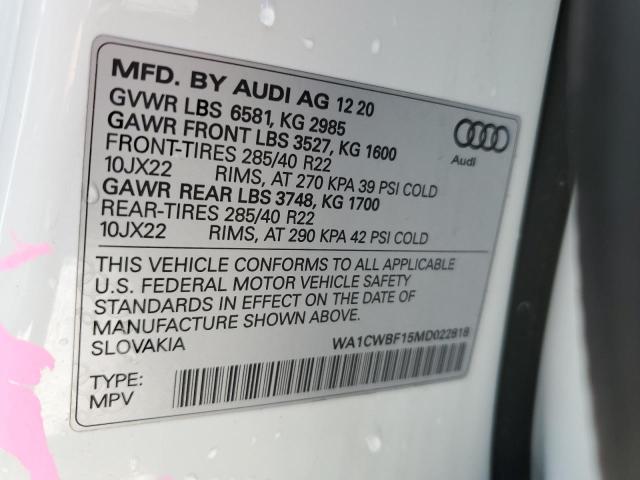 MFD. BY AUDI AG 12 20
GVWR LBS 6581, KG 2985
GAWR FRONT LBS 3527, KG 1600
FRONT-TIRES 285/40 R22
10JX22 RIMS, AT 270 KPA 39 PSI COLD
GAWR REAR LBS 3748, KG 1700
REAR-TIRES 285/40 R22
10JX22 RIMS, AT 290 KPA 42 PSI COLD
Audi
THIS VEHICLE CONFORMS TO ALL APPLICABLE
U.S. FEDERAL MOTOR VEHICLE SAFETY
STANDARDS IN EFFECT ON THE DATE OF
MANUFACTURE SHOWN ABOVE.
SLOVAKIA WA1CWBF15MD022818
TYPE:
MPV